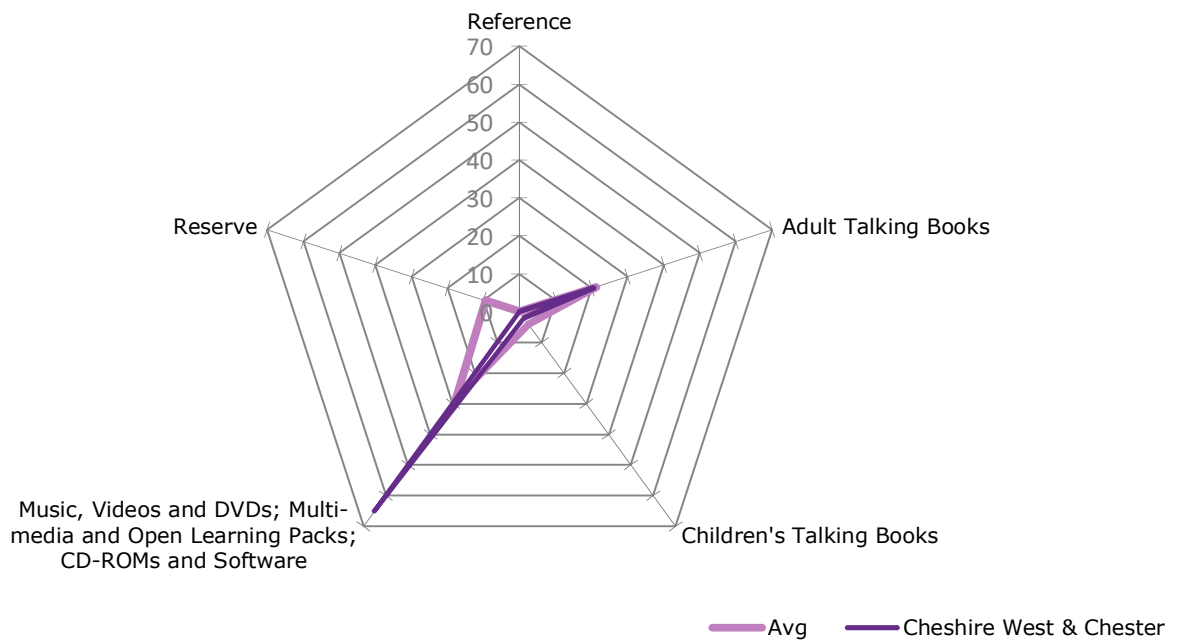 Reference
70
60
50
40
30
20
10
0
Reserve
Adult Talking Books
Music, Videos and DVDs; Multi-
media and Open Learning Packs;
CD-ROMs and Software
Children's Talking Books
Avg
Cheshire West & Chester